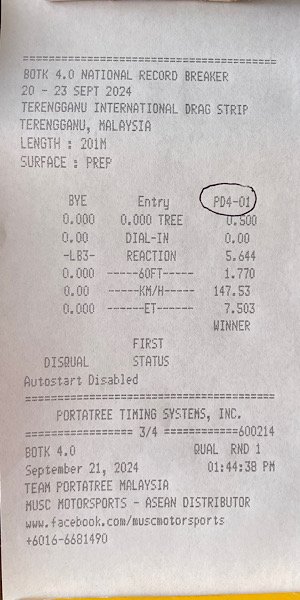 ============================================
BOTK 4.0 NATIONAL RECORD BREAKER
20 - 23 SEPT 2024
TERENGGANU INTERNATIONAL DRAG STRIP
TERENGGANU, MALAYSIA
LENGTH : 201M
SURFACE : PREP
BYE Entry PD4-01
0.000 0.000 TREE 0.500
0.00 DIAL-IN 0.00
-LB3- REACTION 5.644
0.000 -----60FT----- 1.770
0.00 -----KM/H----- 147.53
0.000 ------ET------ 7.503
WINNER
FIRST
DISQUAL STATUS
Autostart Disabled
============================================
PORTATREE TIMING SYSTEMS, INC.
=============== 3/4 ============600214
BOTK 4.0 QUAL RND 1
September 21, 2024 01:44:38 PM
TEAM PORTATREE MALAYSIA
MUSC MOTORSPORTS - ASEAN DISTRIBUTOR
www.facebook.com/muscmotorsports
+6016-6681490